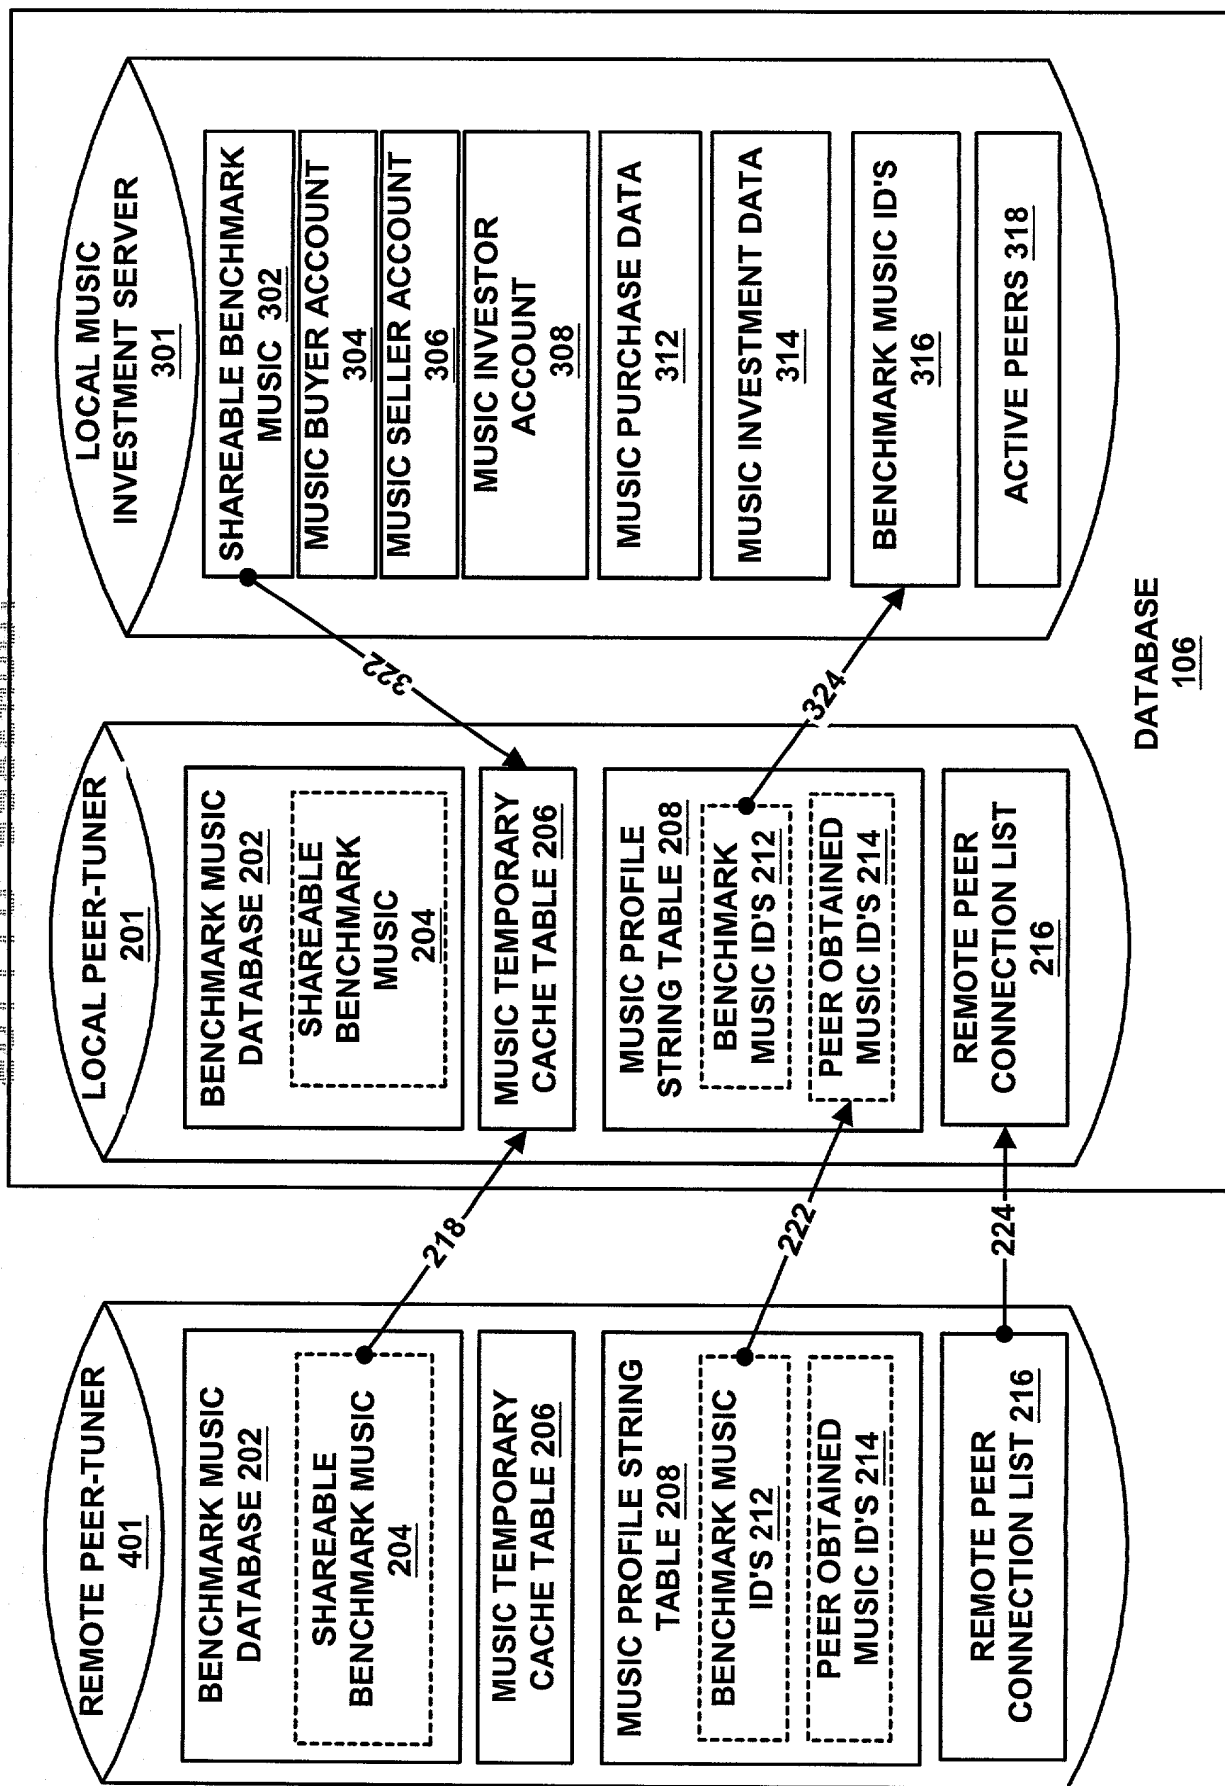 REMOTE PEER-TUNER
401
BENCHMARK MUSIC
DATABASE 202
SHAREABLE
BENCHMARK MUSIC
204
MUSIC TEMPORARY
CACHE TABLE 206
MUSIC PROFILE STRING
TABLE 208
BENCHMARK MUSIC
ID'S 212
PEER OBTAINED
MUSIC ID'S 214
REMOTE PEER
CONNECTION LIST 216
218
222
224
LOCAL PEER-TUNER
201
BENCHMARK MUSIC
DATABASE 202
SHAREABLE
BENCHMARK
MUSIC
204
MUSIC TEMPORARY
CACHE TABLE 206
MUSIC PROFILE
STRING TABLE 208
BENCHMARK
MUSIC ID'S 212
PEER OBTAINED
MUSIC ID'S 214
REMOTE PEER
CONNECTION LIST
216
322
324
LOCAL MUSIC
INVESTMENT SERVER
301
SHAREABLE BENCHMARK
MUSIC 302
MUSIC BUYER ACCOUNT
304
MUSIC SELLER ACCOUNT
306
MUSIC INVESTOR
ACCOUNT
308
MUSIC PURCHASE DATA
312
MUSIC INVESTMENT DATA
314
BENCHMARK MUSIC ID'S
316
ACTIVE PEERS 318
DATABASE
106